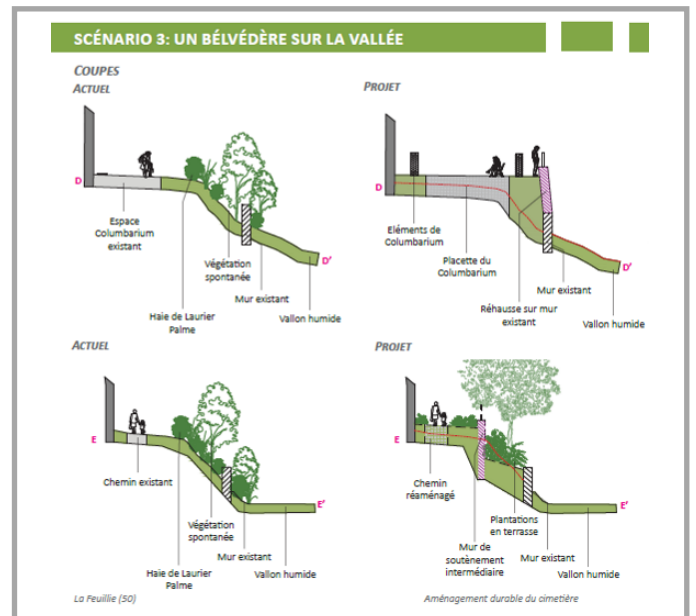 SCÉNARIO 3: UN BÉLVÉDÈRE SUR LA VALLÉE
COUPES
ACTUEL
D
Espace
Columbarium
existant
Végétation
spontanée
Mur existant
Haie de Laurier
Palme
Vallon humide
D'
PROJET
D
Eléments de
Columbarium
Placette du
Columbarium
Mur existant
Réhausse sur mur
existant
Vallon humide
D'
ACTUEL
E
Chemin existant
Végétation
spontanée
Mur existant
Haie de Laurier
Palme
Vallon humide
E'
PROJET
E
Chemin
réaménagé
Plantations
en terrasse
Mur de
soutènement
intermédiaire
Mur existant
Vallon humide
E'
La Feuillie (50)
Aménagement durable du cimetière